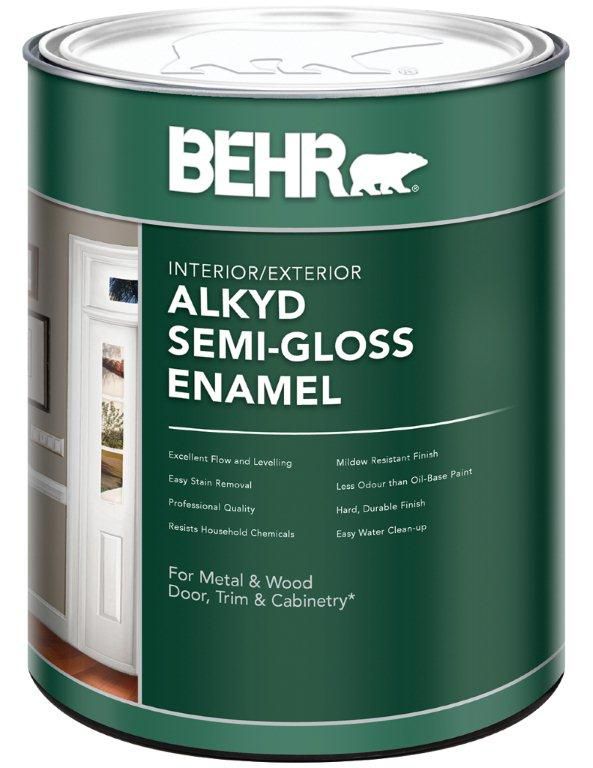 BEHR®
INTERIOR/EXTERIOR
ALKYD
SEMI-GLOSS
ENAMEL
Excellent Flow and Levelling
Easy Stain Removal
Professional Quality
Resists Household Chemicals
Mildew Resistant Finish
Less Odour than Oil-Base Paint
Hard, Durable Finish
Easy Water Clean-up
For Metal & Wood
Door, Trim & Cabinetry*